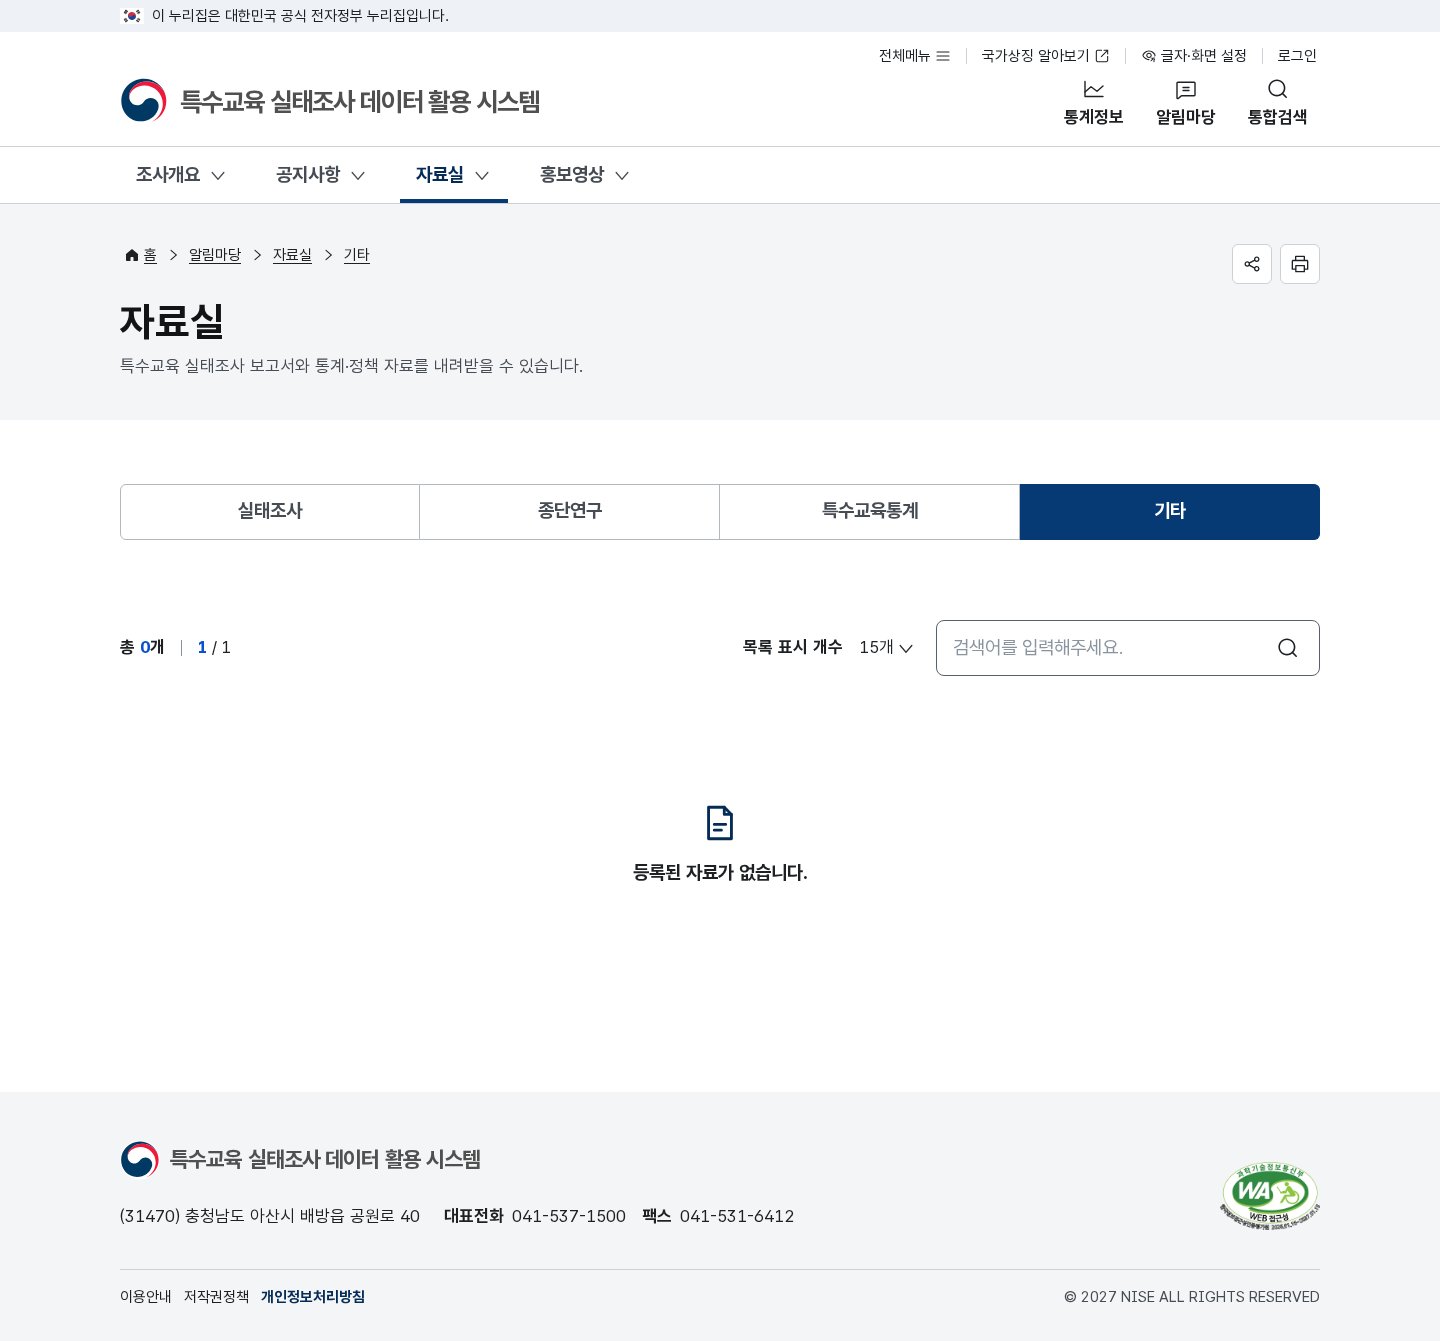 이 누리집은 대한민국 공식 전자정부 누리집입니다.
전체메뉴
국가상징 알아보기
글자·화면 설정
로그인
특수교육 실태조사 데이터 활용 시스템
통계정보
알림마당
통합검색
조사개요
공지사항
자료실
홍보영상
홈
알림마당
자료실
기타
자료실
특수교육 실태조사 보고서와 통계·정책 자료를 내려받을 수 있습니다.
실태조사
종단연구
특수교육통계
기타
총 0개
1 / 1
목록 표시 개수
15개
검색어를 입력해주세요.
등록된 자료가 없습니다.
특수교육 실태조사 데이터 활용 시스템
과학기술정보통신부
WA
WEB 접근성
(31470) 충청남도 아산시 배방읍 공원로 40 대표전화 041-537-1500 팩스 041-531-6412
이용안내
저작권정책
개인정보처리방침
© 2027 NISE ALL RIGHTS RESERVED